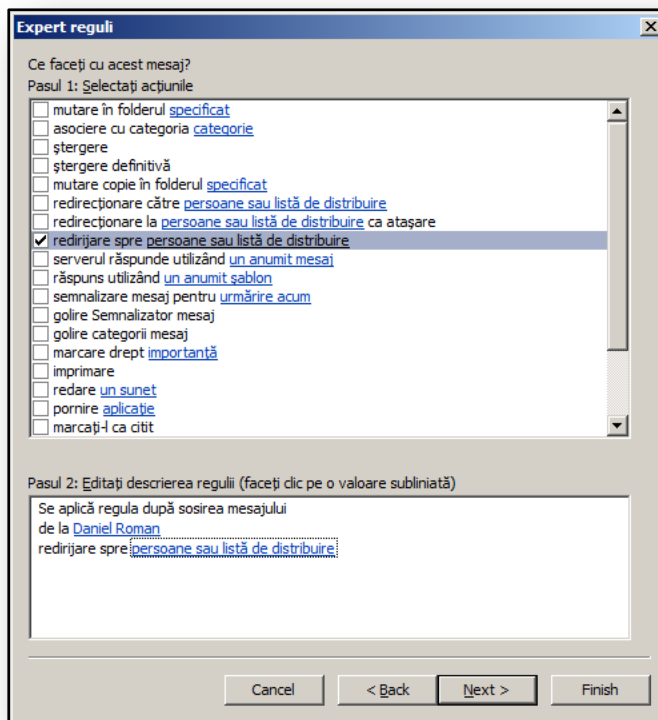 Expert reguli
Ce faceți cu acest mesaj?
Pasul 1: Selectați acțiunile
mutare în folderul specificat
asociere cu categoria categorie
ștergere
ștergere definitivă
mutare copie în folderul specificat
redirecționare către persoane sau listă de distribuire
redirecționare la persoane sau listă de distribuire ca atașare
redirijare spre persoane sau listă de distribuire
serverul răspunde utilizând un anumit mesaj
răspuns utilizând un anumit șablon
semnalizare mesaj pentru urmărire acum
golire Semnalizator mesaj
golire categorii mesaj
marcare drept importanță
imprimare
redare un sunet
pornire aplicație
marcați-l ca citit
Pasul 2: Editați descrierea regulii (faceți clic pe o valoare subliniată)
Se aplică regula după sosirea mesajului
de la Daniel Roman
redirijare spre persoane sau listă de distribuire
Cancel < Back Next > Finish